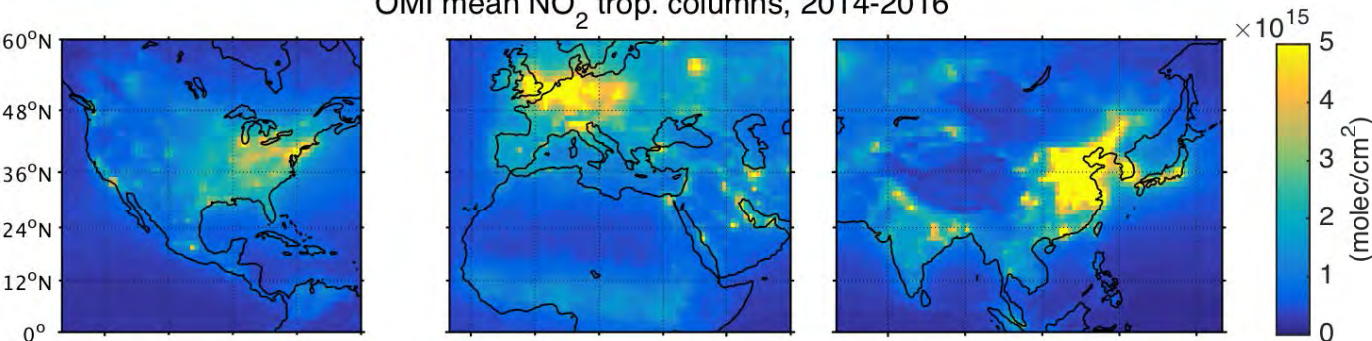 OMI mean NO2 trop. columns, 2014-2016
60°N
48°N
36°N
24°N
12°N
0°
×10^15
5
4
3
2
1
0
(molec/cm²)